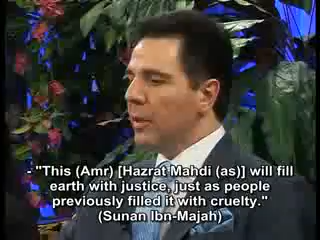 - "This (Amr) [Hazrat Mahdi (as)] will fill
earth with justice, just as people
previously filled it with cruelty."
(Sunan Ibn-Majah)